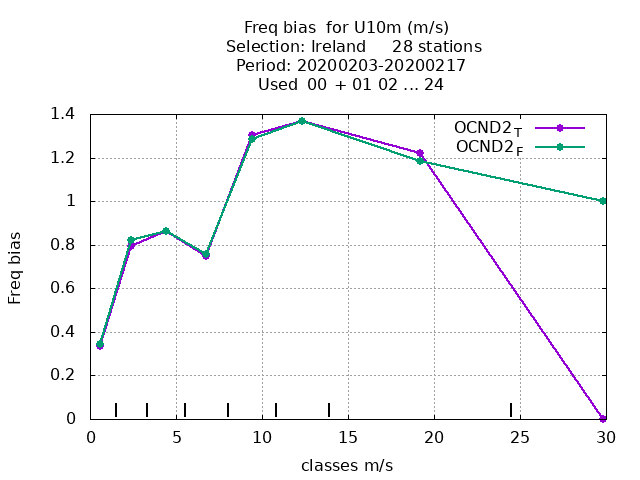 Freq bias  for U10m (m/s)
Selection: Ireland     28 stations
Period: 20200203-20200217
Used  00 + 01 02 ... 24
OCND2T
OCND2F
1.4
1.2
1
0.8
0.6
0.4
0.2
0
Freq bias
0 5 10 15 20 25 30
classes m/s